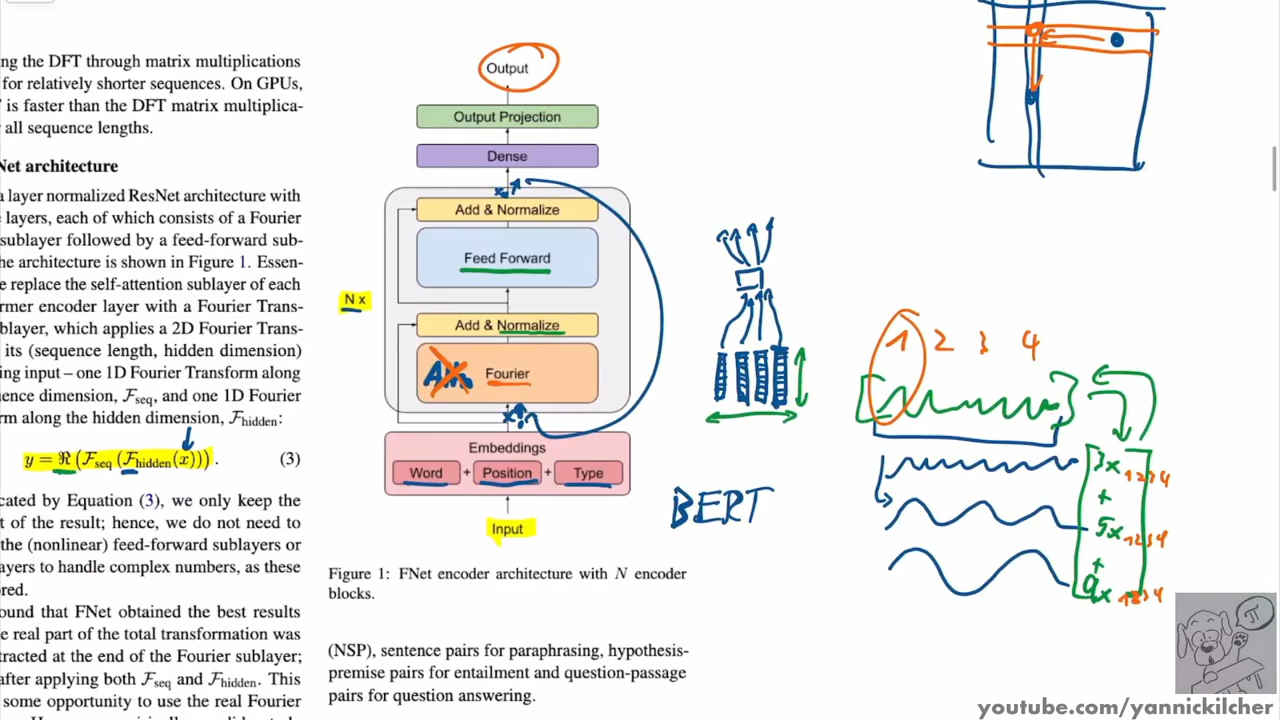 ng the DFT through matrix multiplications
for relatively shorter sequences. On GPUs,
is faster than the DFT matrix multiplica-
all sequence lengths.
Net architecture
a layer normalized ResNet architecture with
e layers, each of which consists of a Fourier
sublayer followed by a feed-forward sub-
he architecture is shown in Figure 1. Essen-
e replace the self-attention sublayer of each
rmer encoder layer with a Fourier Trans-
blayer, which applies a 2D Fourier Trans-
its (sequence length, hidden dimension)
ing input – one 1D Fourier Transform along
uence dimension, ℱseq, and one 1D Fourier
orm along the hidden dimension, ℱhidden:
y = ℜ (ℱseq (ℱhidden(x))) . (3)
cated by Equation (3), we only keep the
t of the result; hence, we do not need to
the (nonlinear) feed-forward sublayers or
ayers to handle complex numbers, as these
red.
ound that FNet obtained the best results
e real part of the total transformation was
tracted at the end of the Fourier sublayer;
after applying both ℱseq and ℱhidden. This
some opportunity to use the real Fourier
Output
Output Projection
Dense
Add & Normalize
Feed Forward
N x
Add & Normalize
Fourier
Embeddings
Word + Position + Type
Input
Figure 1: FNet encoder architecture with N encoder
blocks.
(NSP), sentence pairs for paraphrasing, hypothesis-
premise pairs for entailment and question-passage
pairs for question answering.
BERT
1 2 3 4
3x 1234
+
5x 1234
+
9x 1234
π
youtube.com/yannickilcher